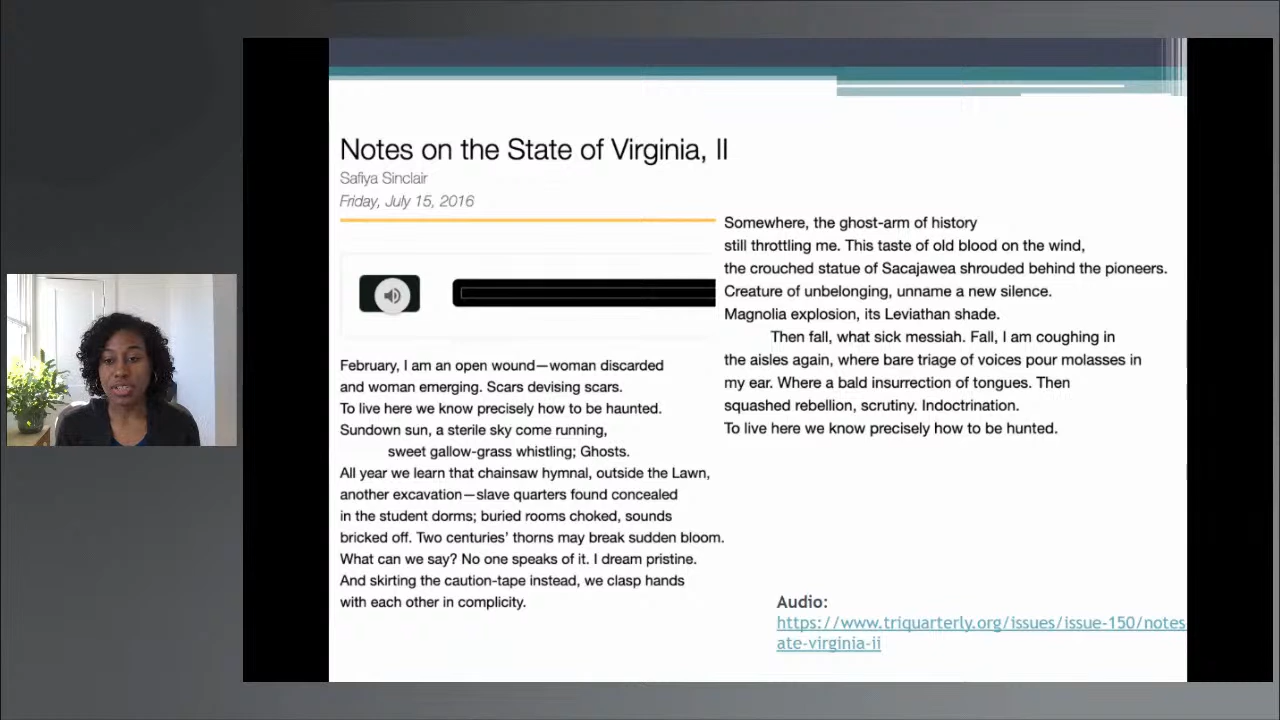 Notes on the State of Virginia, II
Safiya Sinclair
Friday, July 15, 2016
February, I am an open wound—woman discarded
and woman emerging. Scars devising scars.
To live here we know precisely how to be haunted.
Sundown sun, a sterile sky come running,
sweet gallow-grass whistling; Ghosts.
All year we learn that chainsaw hymnal, outside the Lawn,
another excavation—slave quarters found concealed
in the student dorms; buried rooms choked, sounds
bricked off. Two centuries’ thorns may break sudden bloom.
What can we say? No one speaks of it. I dream pristine.
And skirting the caution-tape instead, we clasp hands
with each other in complicity.
Somewhere, the ghost-arm of history
still throttling me. This taste of old blood on the wind,
the crouched statue of Sacajawea shrouded behind the pioneers.
Creature of unbelonging, unname a new silence.
Magnolia explosion, its Leviathan shade.
Then fall, what sick messiah. Fall, I am coughing in
the aisles again, where bare triage of voices pour molasses in
my ear. Where a bald insurrection of tongues. Then
squashed rebellion, scrutiny. Indoctrination.
To live here we know precisely how to be hunted.
Audio:
https://www.triquarterly.org/issues/issue-150/notes
ate-virginia-ii